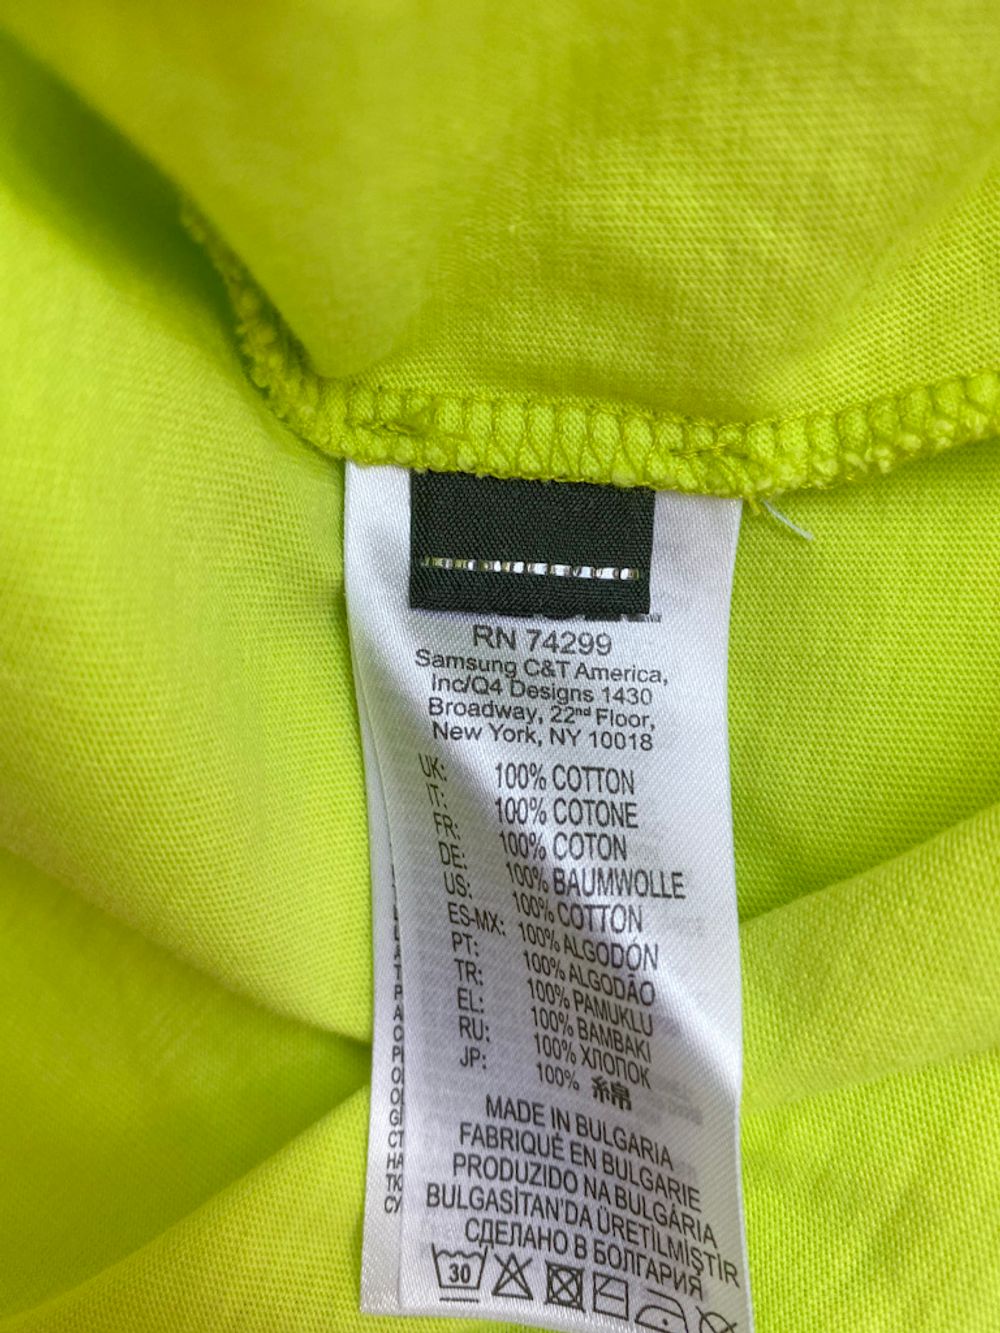 RN 74299
Samsung C&T America,
Inc/Q4 Designs 1430
Broadway, 22nd Floor,
New York, NY 10018
UK: 100% COTTON
IT: 100% COTONE
FR: 100% COTON
DE: 100% BAUMWOLLE
US: 100% COTTON
ES-MX: 100% ALGODÓN
PT: 100% ALGODÃO
TR: 100% PAMUKLU
EL: 100% BAMBAKI
RU: 100% ХЛОПОК
JP: 100% 綿
MADE IN BULGARIA
FABRIQUÉ EN BULGARIE
PRODUZIDO NA BULGÁRIA
BULGASİTAN'DA ÜRETİLMİŞTİR
СДЕЛАНО В БОЛГАРИЯ
30